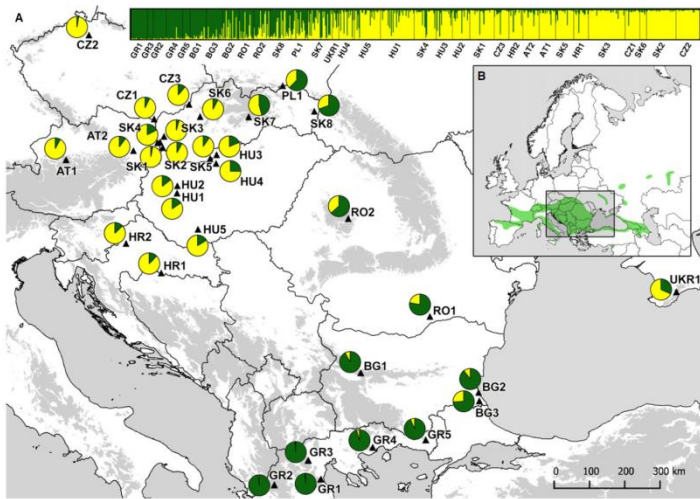 A
GR1 GR3 GR2 GR4 GR5 BG1 BG3 BG2 RO1 RO2 SK8 PL1 SK7 UKR1 HU4 HU5 HU1 SK4 HU3 HU2 SK1 CZ3 HR2 AT2 AT1 SK5 HR1 SK3 CZ1 SK6 SK2 CZ2
CZ2
B
CZ3
SK6
PL1
CZ1
SK7
SK8
SK4
SK3
AT2
HU3
AT1
SK1
SK2
SK5
HU4
HU2
HU1
RO2
HU5
HR2
HR1
UKR1
RO1
BG1
BG2
BG3
GR5
GR4
GR3
GR2
GR1
0 100 200 300 km